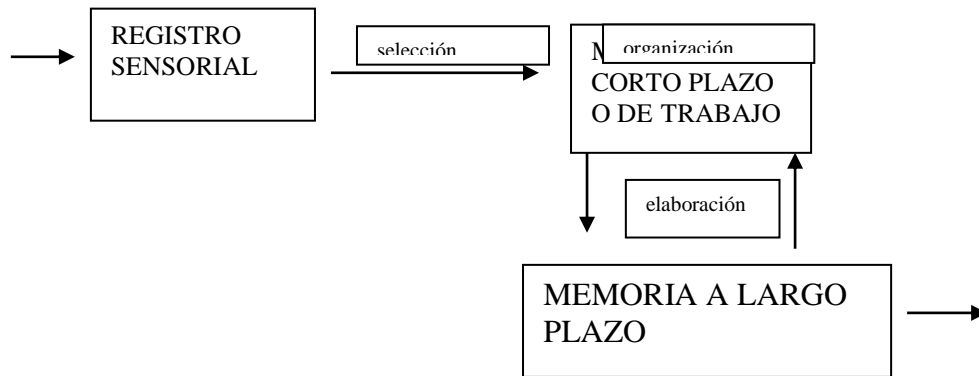 REGISTRO
SENSORIAL
selección
organización
CORTO PLAZO
O DE TRABAJO
elaboración
MEMORIA A LARGO
PLAZO